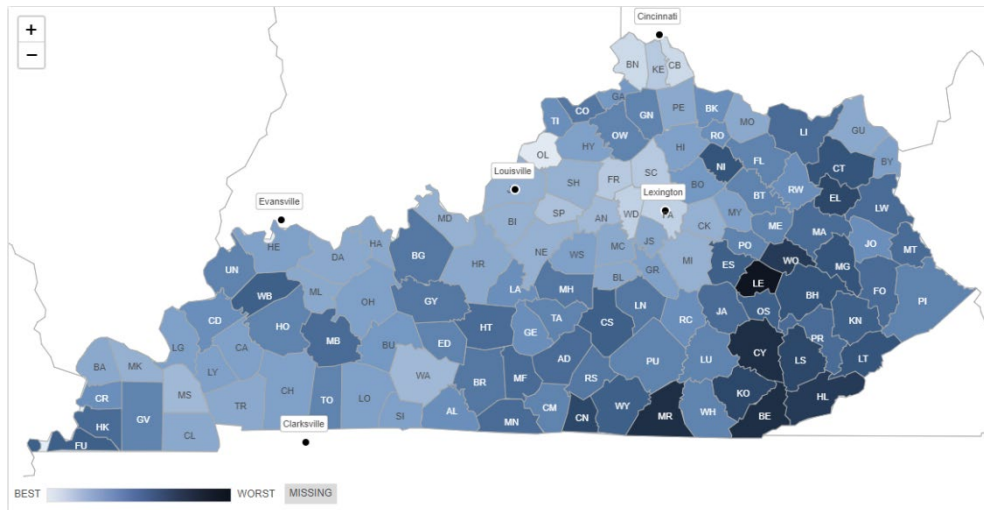 +
−
Cincinnati
BN KE CB
GA
TI CO OW GN PE BK MO LI GU
RO
OL HY HI NI FL CT BY
Louisville
SH FR SC Lexington BO BT RW EL LW
Evansville
MD BI SP AN WD FA CK MY ME MA JO MT
HE DA HA BG HR NE WS MC JS GR MI PO WO MG
UN ML BL ES LE FO PI
WB OH GY LA MH LN OS BH KN
CD HO MB HT GE TA CS RC JA PR
LG CA BU ED AD PU LU CY LS LT
BA MK LY WA BR MF RS KO HL
CR MS TR CH TO LO SI AL CM CN WY MR WH BE
HK GV MN
FU CL
Clarksville
BEST WORST MISSING